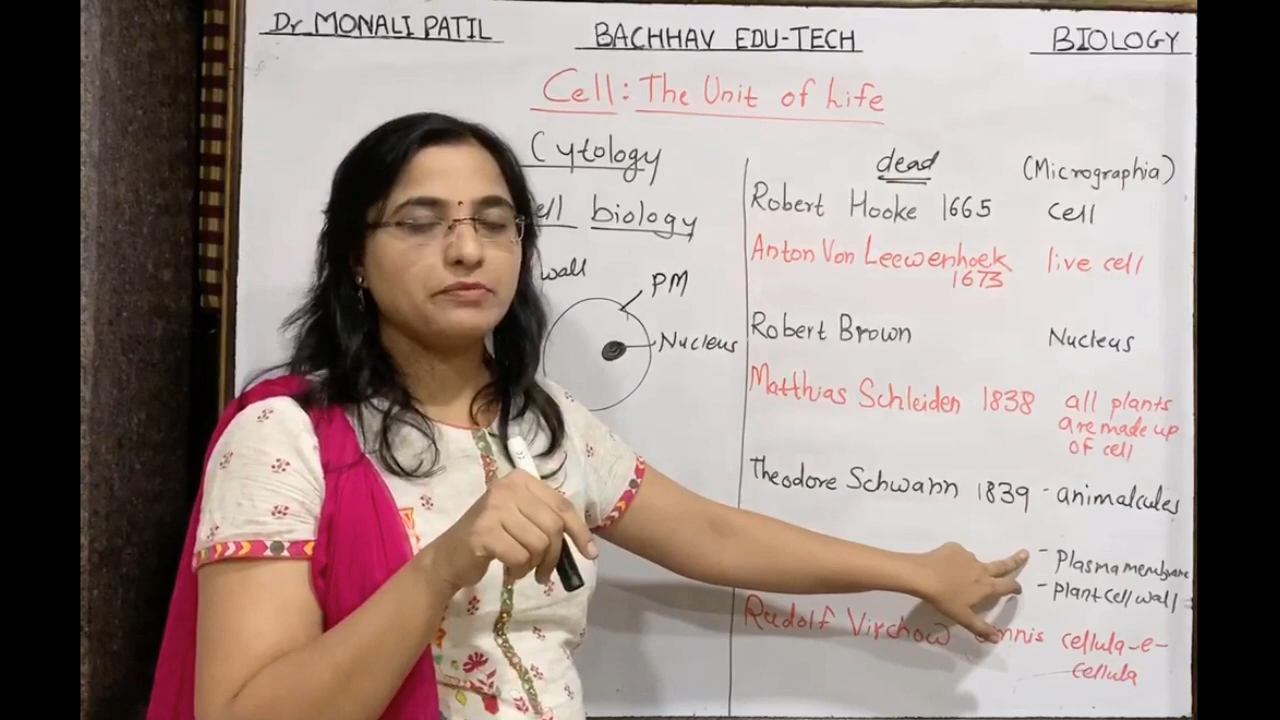 Dr MONALI PATIL
BACHHAV EDU-TECH
BIOLOGY
Cell: The Unit of Life
Cytology
ell biology
wall
PM
Nucleus
dead (Micrographia)
Robert Hooke 1665 Cell
Anton Von Leewenhoek live cell
1673
Robert Brown Nucleus
Matthias Schleiden 1838 all plants
are made up
of cell
Theodore Schwann 1839 - animalcules
- Plasma membrane
- Plant cell wall
Rudolf Virchow cellula-e-
cellula